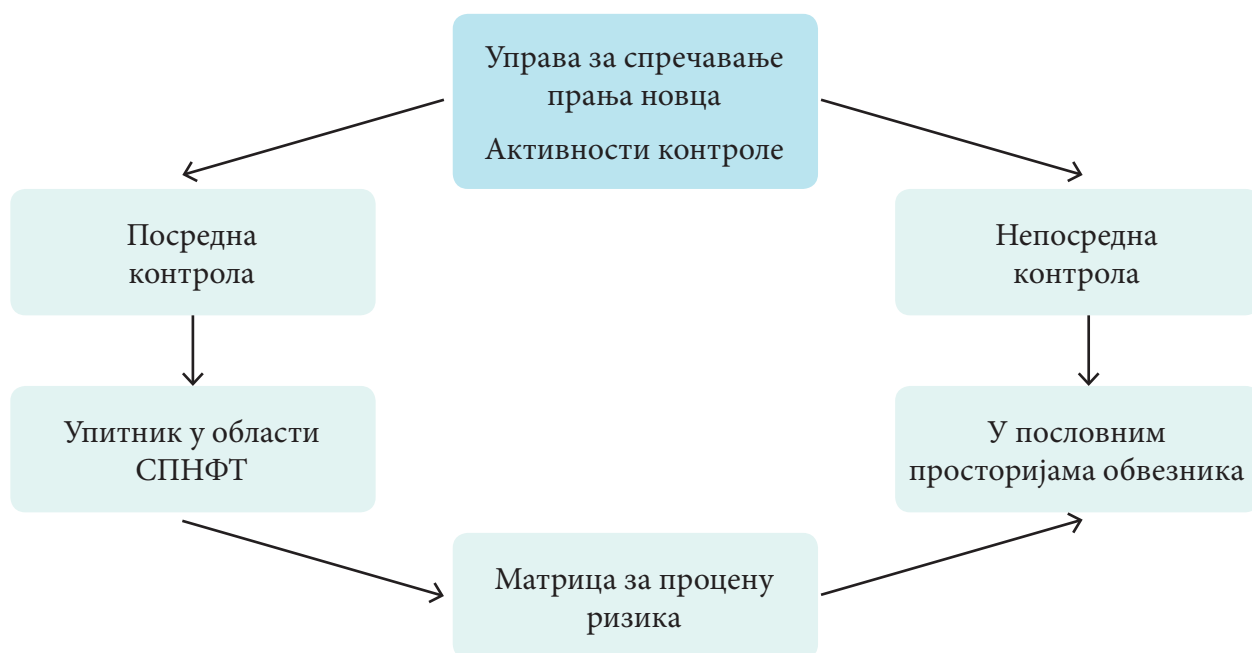 Управа за спречавање
прања новца
Активности контроле
Посредна
контрола
Непосредна
контрола
Упитник у области
СПНФТ
У пословним
просторијама обвезника
Матрица за процену
ризика